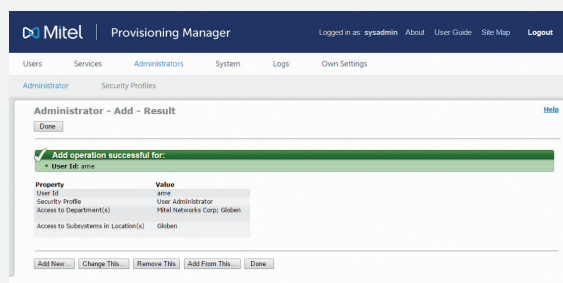 Mitel | Provisioning Manager
Logged in as: sysadmin About User Guide Site Map Logout
Users Services Administrators System Logs Own Settings
Administrator Security Profiles
Administrator - Add - Result
Help
Done
Add operation successful for:
• User Id: arne
Property Value
User Id arne
Security Profile User Administrator
Access to Department(s) Mitel Networks Corp; Globen
Access to Subsystems in Location(s) Globen
Add New... Change This... Remove This Add From This... Done